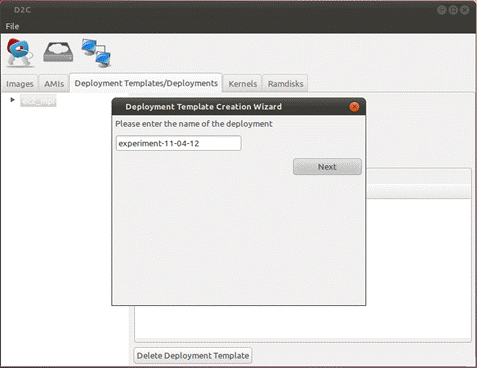 D2C
File
Images AMIs Deployment Templates/Deployments Kernels Ramdisks
Deployment Template Creation Wizard
Please enter the name of the deployment
experiment-11-04-12
Next
Delete Deployment Template